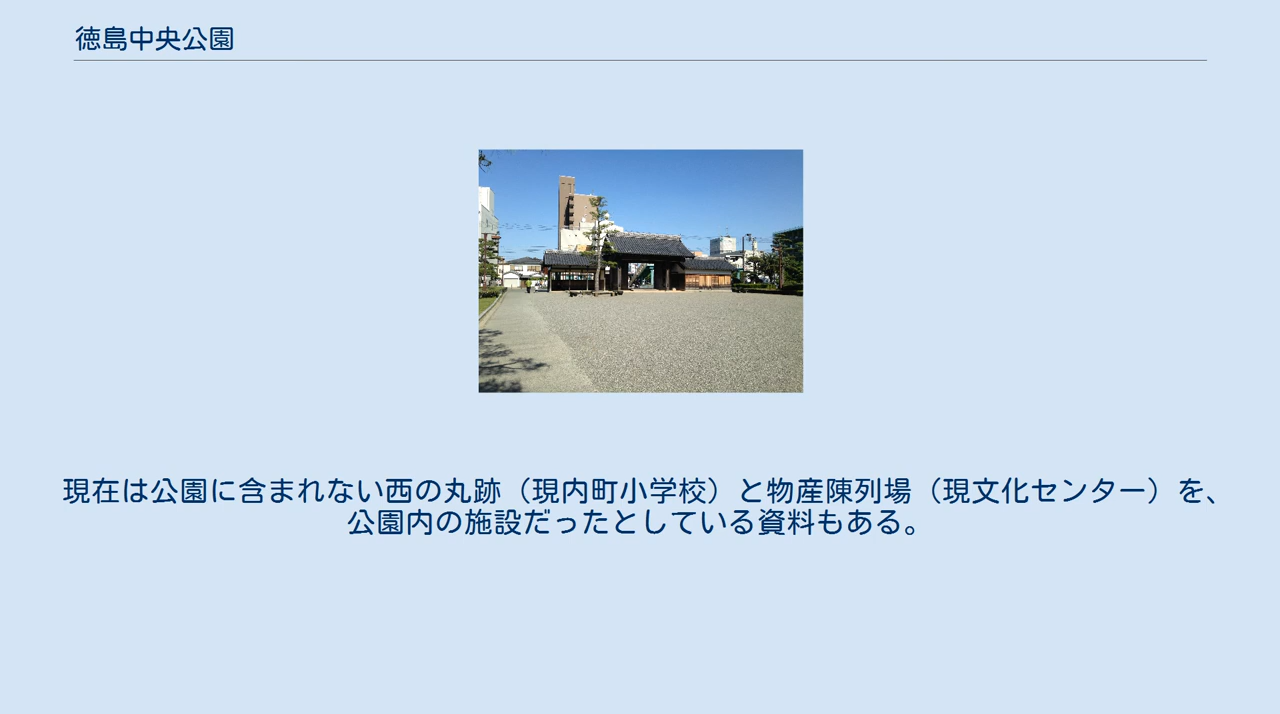 徳島中央公園
現在は公園に含まれない西の丸跡（現内町小学校）と物産陳列場（現文化センター）を、
公園内の施設だったとしている資料もある。